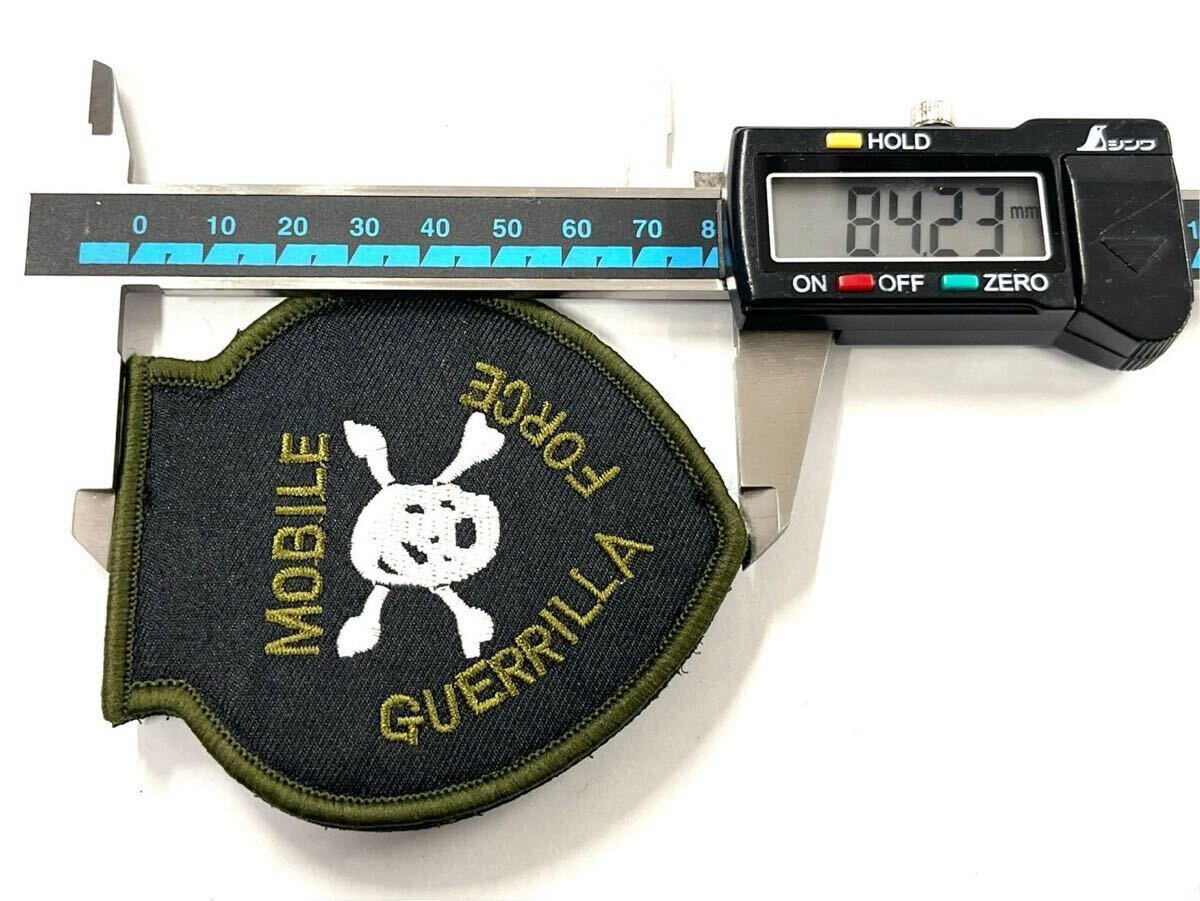 HOLD
シンワ
84.23 mm
ON OFF ZERO
0 10 20 30 40 50 60 70 8
1
MOBILE
GUERRILLA
FORCE